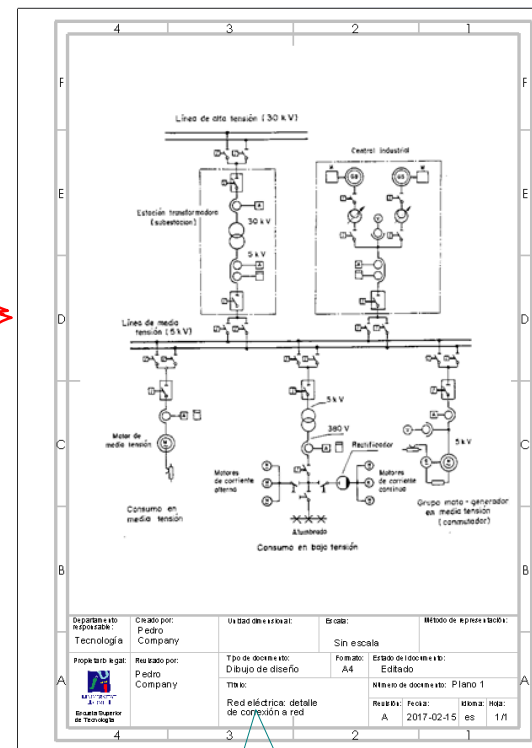 4 3 2 1
F F
Línea de alta tensión (30 kV)
Central industrial
E E
Estación transformadora
(subestación)
30 kV
5 kV
D D
Línea de media
tensión (5 kV)
C C
5 kV
380 V
Rectificador
5 kV
Motor de
media tensión
Motores
de corriente
alterna
Motores
de corriente
continua
Grupo moto-generador
en media tensión
(conmutador)
Consumo en
media tensión
Alumbrado
Consumo en baja tensión
B B
Departamento
responsable:
Tecnología
Creado por:
Pedro
Company
Unidad dimensional:
Escala:
Sin escala
Método de representación:
Propietario legal:
UNIVERSITAT
JAUME I
Escuela Superior
de Tecnología
Revisado por:
Pedro
Company
Tipo de documento:
Dibujo de diseño
Formato:
A4
Estado del documento:
Editado
Título:
Red eléctrica: detalle
de conexión a red
Número de documento: Plano 1
Revisión:
A
Fecha:
2017-02-15
Idioma:
es
Hoja:
1/1
A A
4 3 2 1